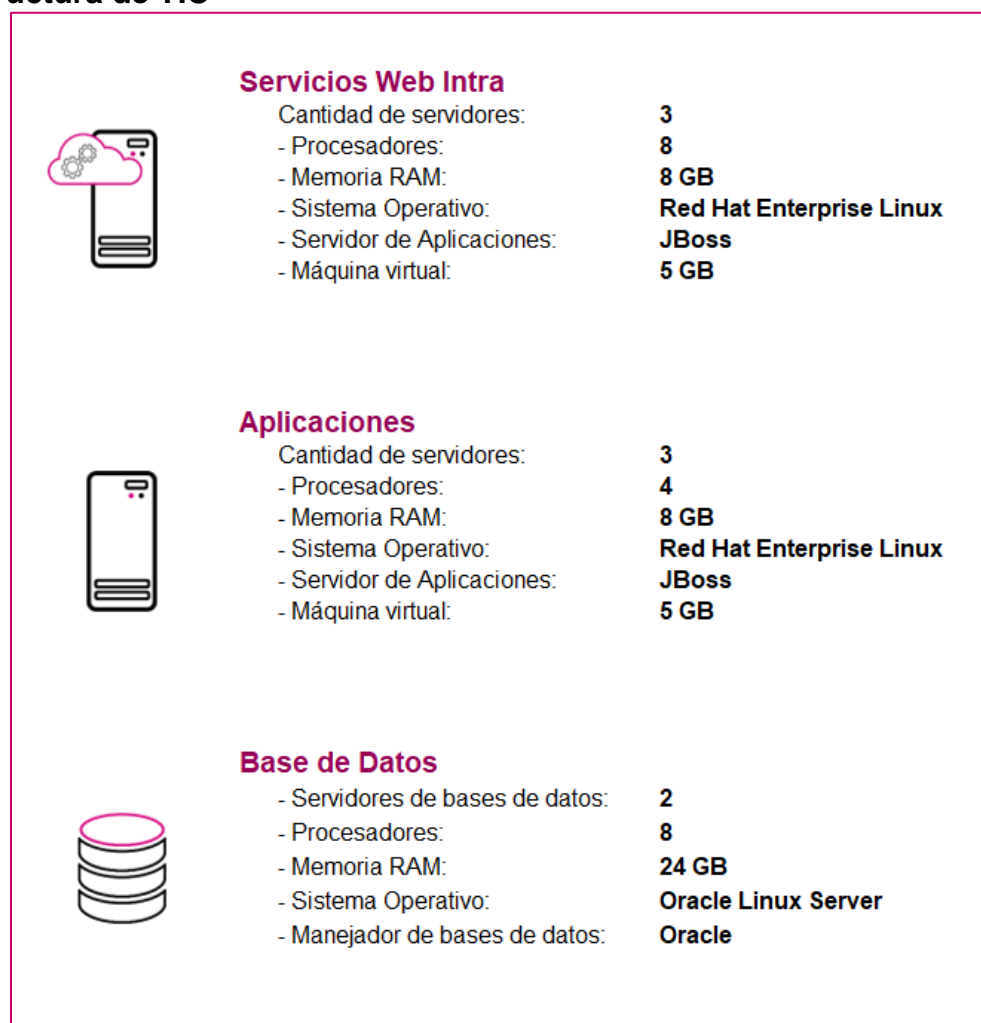 Servicios Web Intra
Cantidad de servidores: 3
- Procesadores: 8
- Memoria RAM: 8 GB
- Sistema Operativo: Red Hat Enterprise Linux
- Servidor de Aplicaciones: JBoss
- Máquina virtual: 5 GB
Aplicaciones
Cantidad de servidores: 3
- Procesadores: 4
- Memoria RAM: 8 GB
- Sistema Operativo: Red Hat Enterprise Linux
- Servidor de Aplicaciones: JBoss
- Máquina virtual: 5 GB
Base de Datos
- Servidores de bases de datos: 2
- Procesadores: 8
- Memoria RAM: 24 GB
- Sistema Operativo: Oracle Linux Server
- Manejador de bases de datos: Oracle